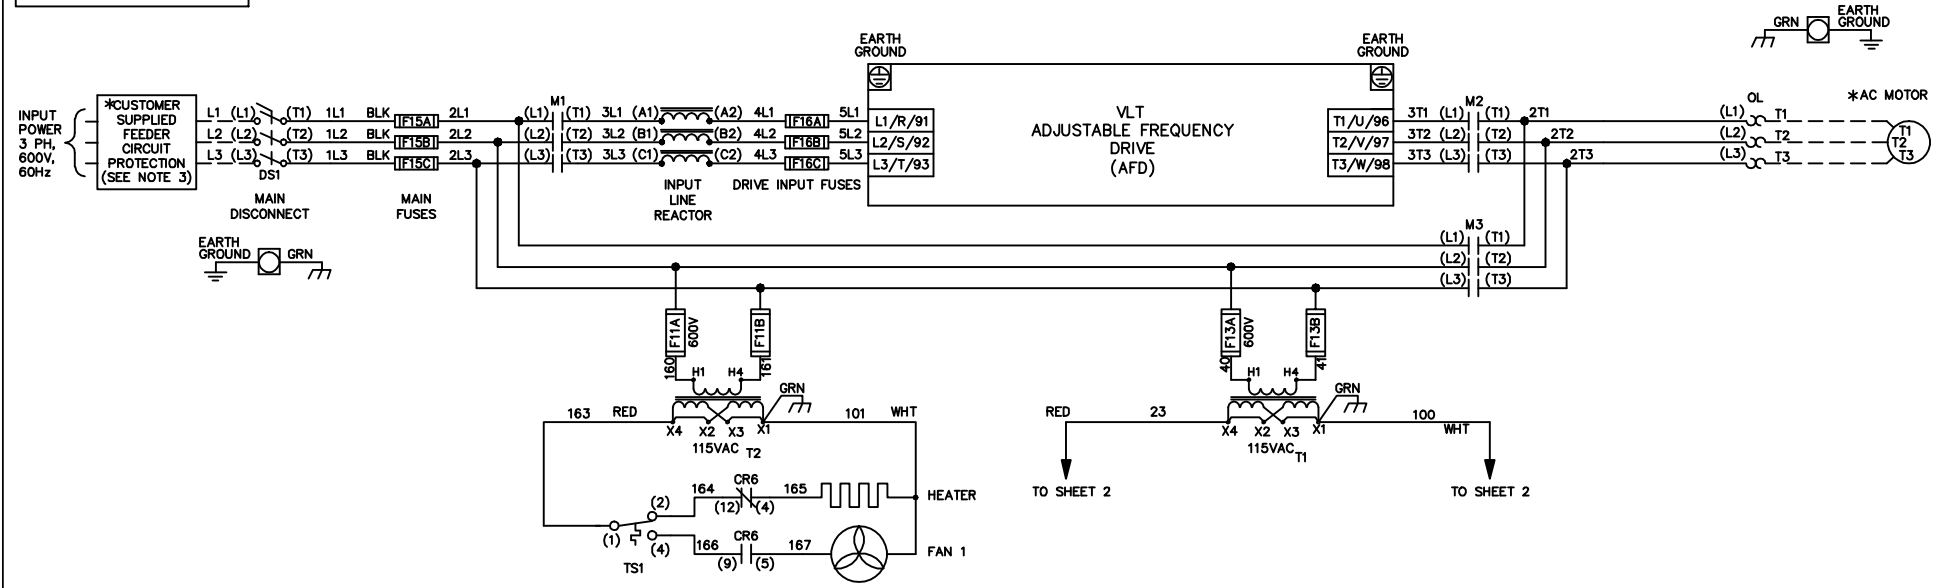 GRN
EARTH
GROUND
EARTH
GROUND
EARTH
GROUND
INPUT
POWER
3 PH,
600V,
60Hz
*CUSTOMER
SUPPLIED
FEEDER
CIRCUIT
PROTECTION
(SEE NOTE 3)
L1 (L1) (T1) 1L1 BLK F15A 2L1 (L1) M1 (T1) 3L1 (A1) (A2) 4L1 F16A 5L1 L1/R/91
L2 (L2) (T2) 1L2 BLK F15B 2L2 (L2) (T2) 3L2 (B1) (B2) 4L2 F16B 5L2 L2/S/92
L3 (L3) (T3) 1L3 BLK F15C 2L3 (L3) (T3) 3L3 (C1) (C2) 4L3 F16C 5L3 L3/T/93
DS1
MAIN
DISCONNECT
MAIN
FUSES
INPUT
LINE
REACTOR
DRIVE INPUT FUSES
VLT
ADJUSTABLE FREQUENCY
DRIVE
(AFD)
T1/U/96 3T1 (L1) M2 (T1) 2T1 (L1) OL T1
T2/V/97 3T2 (L2) (T2) 2T2 (L2) T2
T3/W/98 3T3 (L3) (T3) 2T3 (L3) T3
*AC MOTOR
T1
T2
T3
EARTH
GROUND
GRN
M3
(L1) (T1)
(L2) (T2)
(L3) (T3)
F11A
600V
F11B
160
161
H1 H4
GRN
163 RED
101 WHT
X4 X2 X3 X1
115VAC T2
F13A
600V
F13B
40
41
H1 H4
GRN
RED 23
100
WHT
X4 X2 X3 X1
115VAC T1
TO SHEET 2
TO SHEET 2
CR6
164 165
(12) (4)
HEATER
(2)
(1)
(4)
TS1
CR6
166 167
(9) (5)
FAN 1